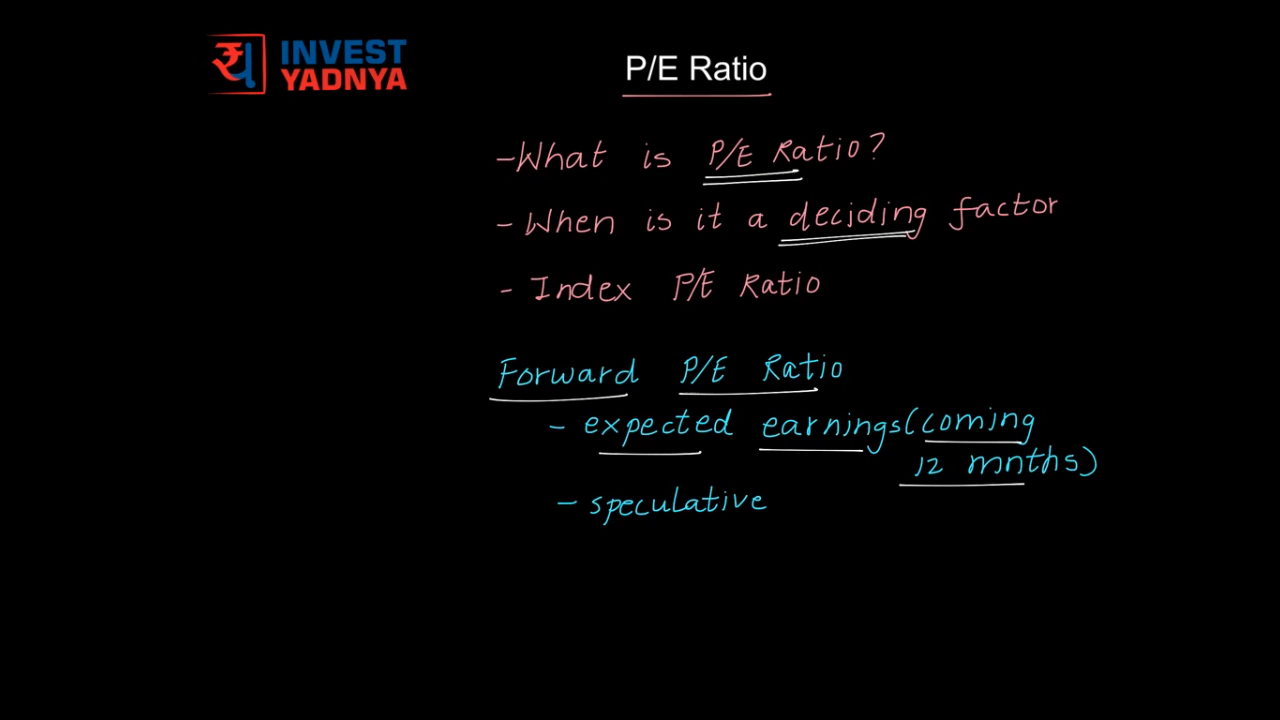 INVEST
YADNYA
P/E Ratio
-What is P/E Ratio?
- When is it a deciding factor
- Index P/E Ratio
Forward P/E Ratio
- expected earnings(coming
12 mnths)
- speculative